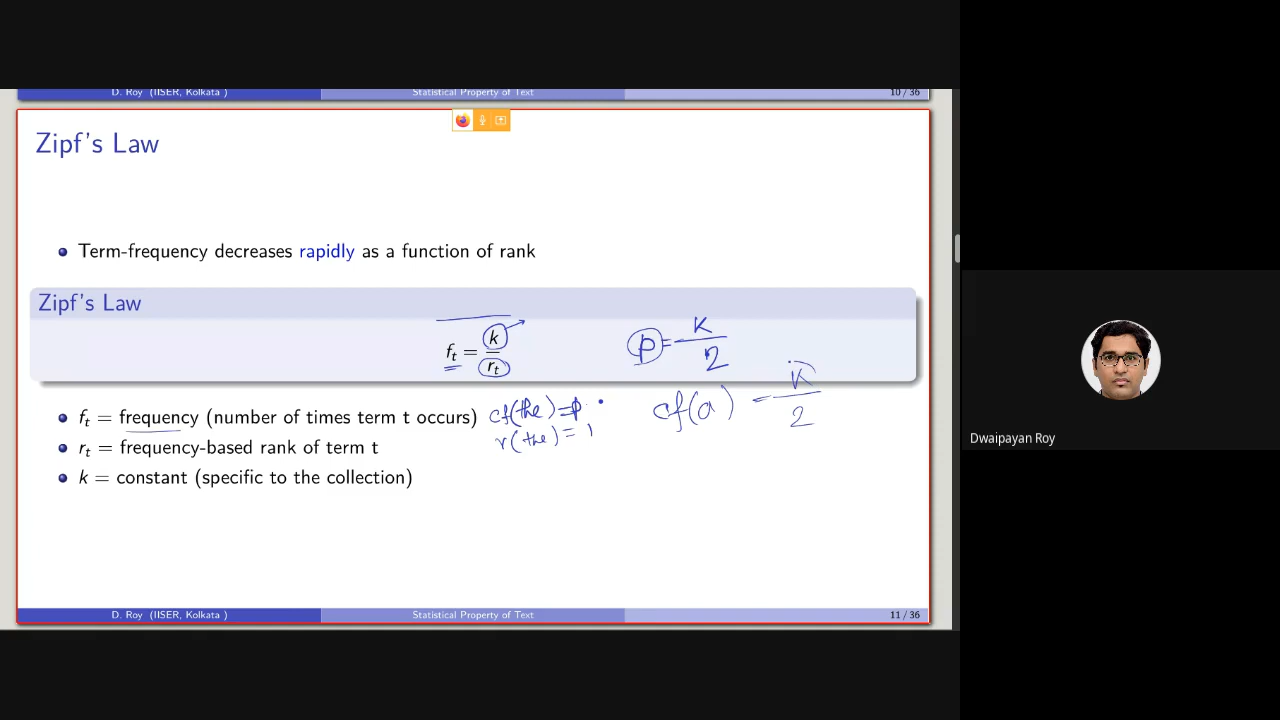 D. Roy (IISER, Kolkata ) Statistical Property of Text 10 / 36
Zipf's Law
Term-frequency decreases rapidly as a function of rank
Zipf's Law
f_t = k / r_t
p = k / 2
f_t = frequency (number of times term t occurs)
cf(the) = p
cf(a) = k / 2
r_t = frequency-based rank of term t
r(the) = 1
k = constant (specific to the collection)
Dwaipayan Roy
D. Roy (IISER, Kolkata ) Statistical Property of Text 11 / 36